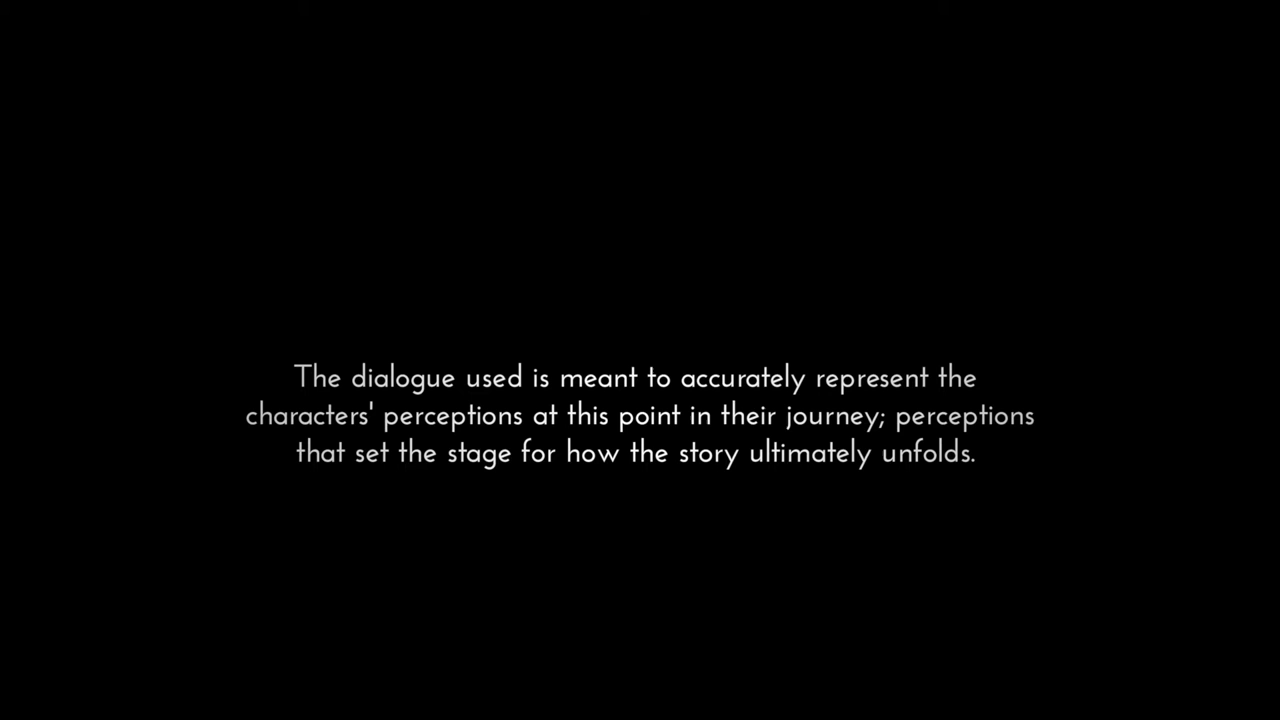 The dialogue used is meant to accurately represent the
characters' perceptions at this point in their journey; perceptions
that set the stage for how the story ultimately unfolds.